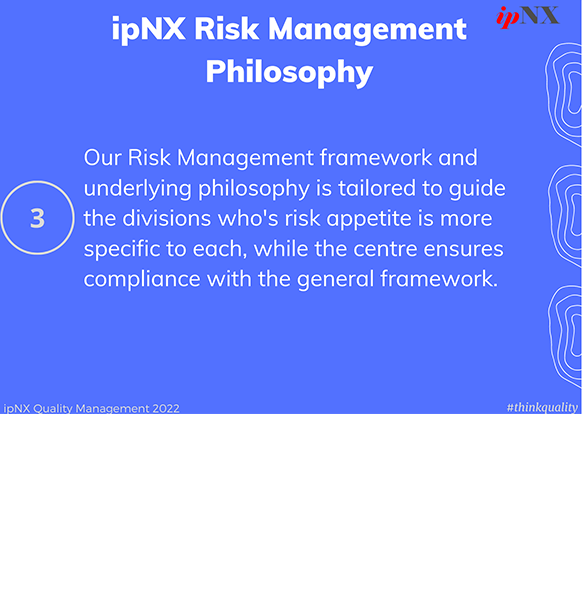 ipNX
ipNX Risk Management
Philosophy
3
Our Risk Management framework and
underlying philosophy is tailored to guide
the divisions who's risk appetite is more
specific to each, while the centre ensures
compliance with the general framework.
ipNX Quality Management 2022
#thinkquality